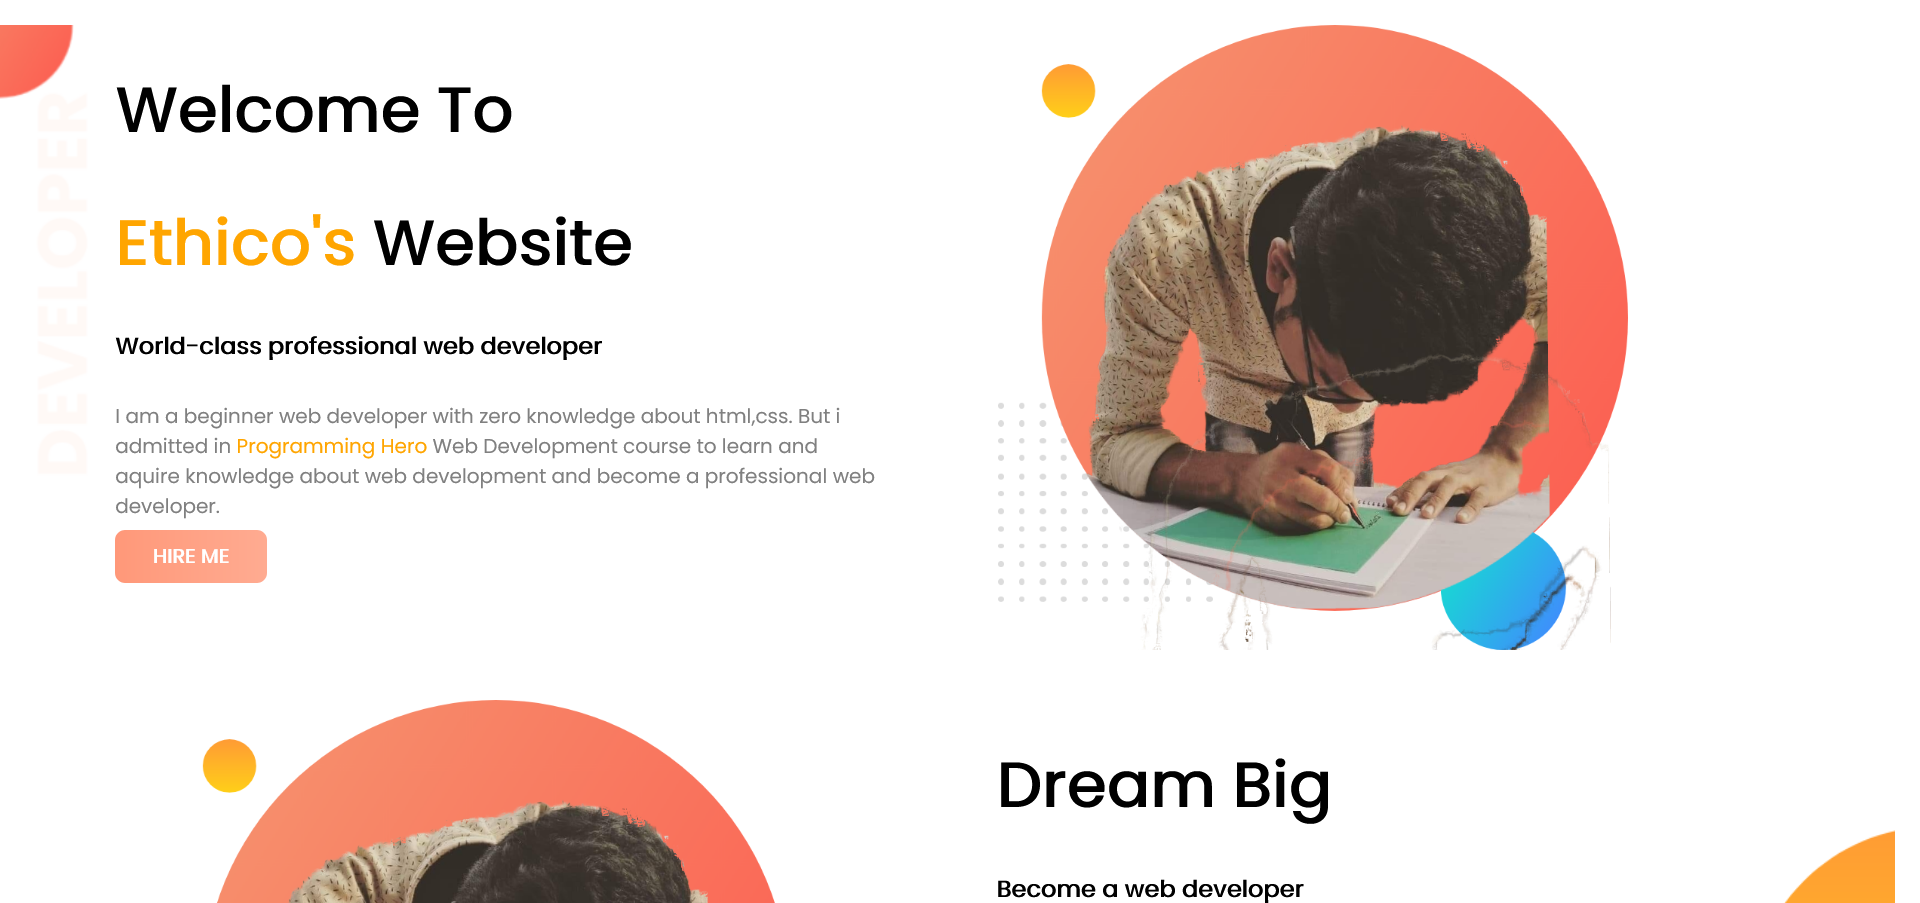 DEVELOPER
Welcome To
Ethico's Website
World-class professional web developer
I am a beginner web developer with zero knowledge about html,css. But i
admitted in Programming Hero Web Development course to learn and
aquire knowledge about web development and become a professional web
developer.
HIRE ME
Dream Big
Become a web developer